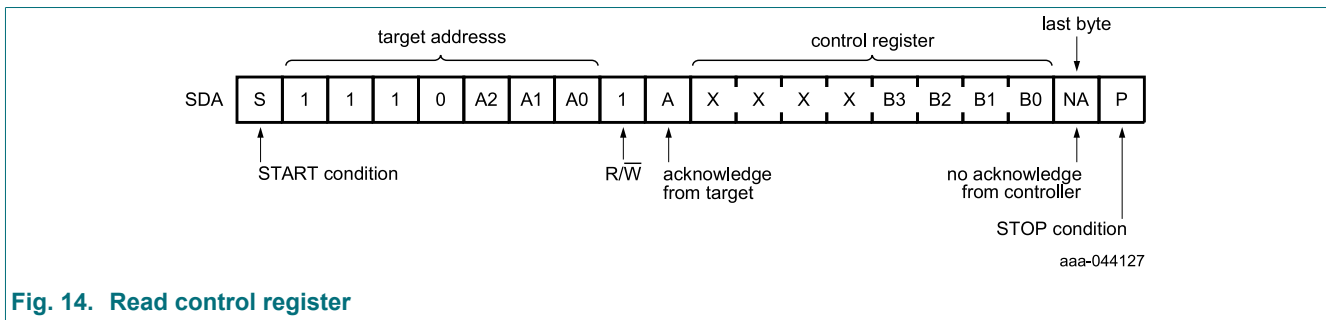 last byte
target addresss
control register
SDA S 1 1 1 0 A2 A1 A0 1 A X X X X B3 B2 B1 B0 NA P
START condition
R/W̅
acknowledge
from target
no acknowledge
from controller
STOP condition
aaa-044127
Fig. 14. Read control register